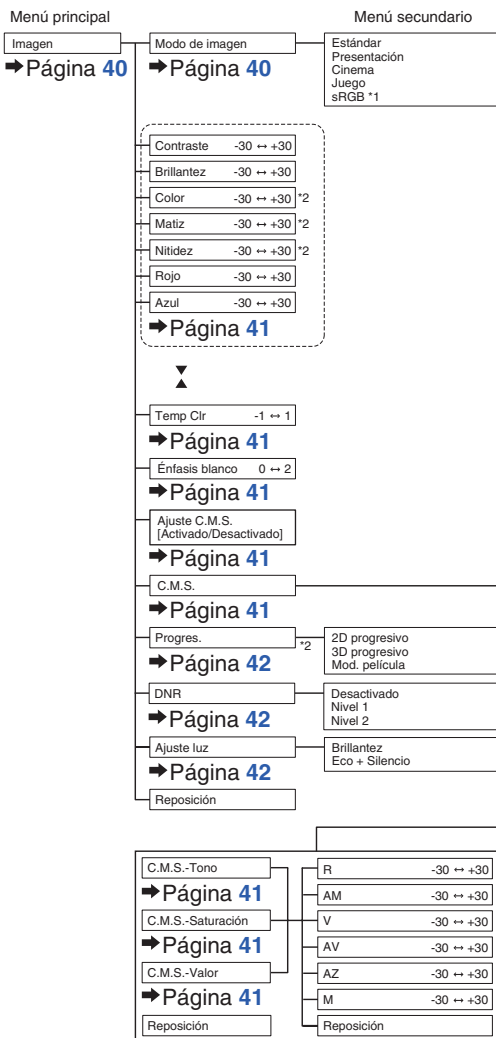 Menú principal
Menú secundario
Imagen
➡Página 40
Modo de imagen
➡Página 40
Estándar
Presentación
Cinema
Juego
sRGB *1
Contraste -30 ↔ +30
Brillantez -30 ↔ +30
Color -30 ↔ +30 *2
Matiz -30 ↔ +30 *2
Nitidez -30 ↔ +30 *2
Rojo -30 ↔ +30
Azul -30 ↔ +30
➡Página 41
Temp Clr -1 ↔ 1
➡Página 41
Énfasis blanco 0 ↔ 2
➡Página 41
Ajuste C.M.S.
[Activado/Desactivado]
➡Página 41
C.M.S.
➡Página 41
Progres. *2
➡Página 42
2D progresivo
3D progresivo
Mod. película
DNR
➡Página 42
Desactivado
Nivel 1
Nivel 2
Ajuste luz
➡Página 42
Brillantez
Eco + Silencio
Reposición
C.M.S.-Tono
➡Página 41
C.M.S.-Saturación
➡Página 41
C.M.S.-Valor
➡Página 41
Reposición
R -30 ↔ +30
AM -30 ↔ +30
V -30 ↔ +30
AV -30 ↔ +30
AZ -30 ↔ +30
M -30 ↔ +30
Reposición